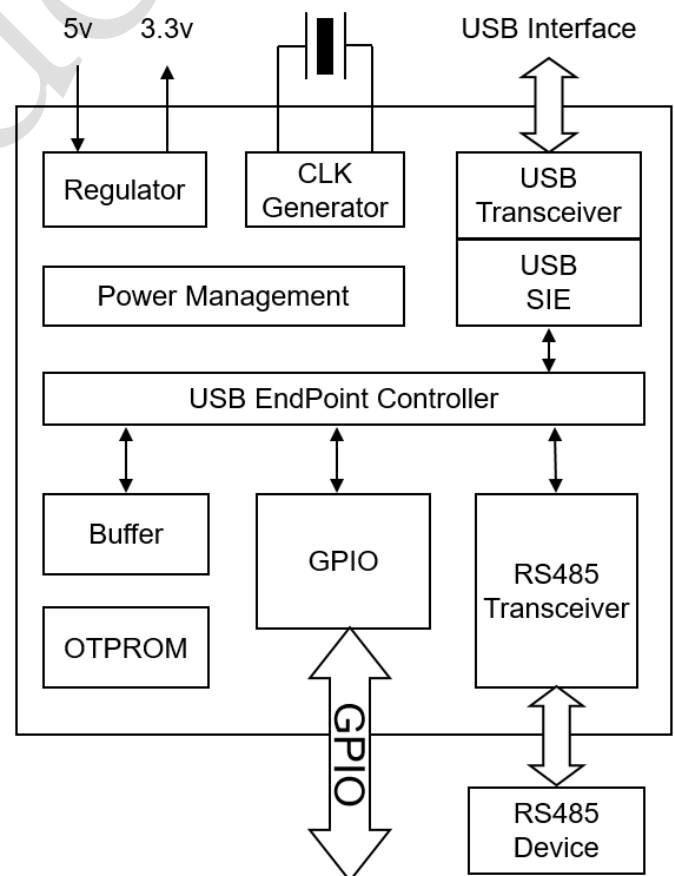 5v
3.3v
USB Interface
Regulator
CLK
Generator
USB
Transceiver
USB
SIE
Power Management
USB EndPoint Controller
Buffer
GPIO
RS485
Transceiver
OTPROM
GPIO
RS485
Device